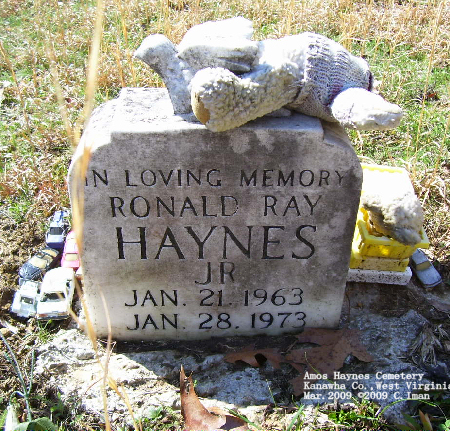 IN LOVING MEMORY
RONALD RAY
HAYNES
JR
JAN. 21. 1963
JAN. 28. 1973
Amos Haynes Cemetery
Kanawha Co., West Virginia
Mar. 2009 ©2009 C. Iman